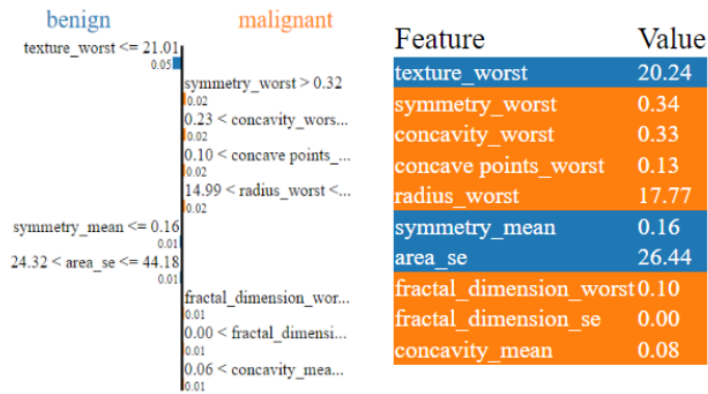 benign malignant
texture_worst <= 21.01
0.05
symmetry_worst > 0.32
0.02
0.23 < concavity_wors...
0.02
0.10 < concave points_...
0.02
14.99 < radius_worst <...
0.02
symmetry_mean <= 0.16
0.01
24.32 < area_se <= 44.18
0.01
fractal_dimension_wor...
0.01
0.00 < fractal_dimensi...
0.01
0.06 < concavity_mea...
0.01
Feature Value
texture_worst 20.24
symmetry_worst 0.34
concavity_worst 0.33
concave points_worst 0.13
radius_worst 17.77
symmetry_mean 0.16
area_se 26.44
fractal_dimension_worst 0.10
fractal_dimension_se 0.00
concavity_mean 0.08